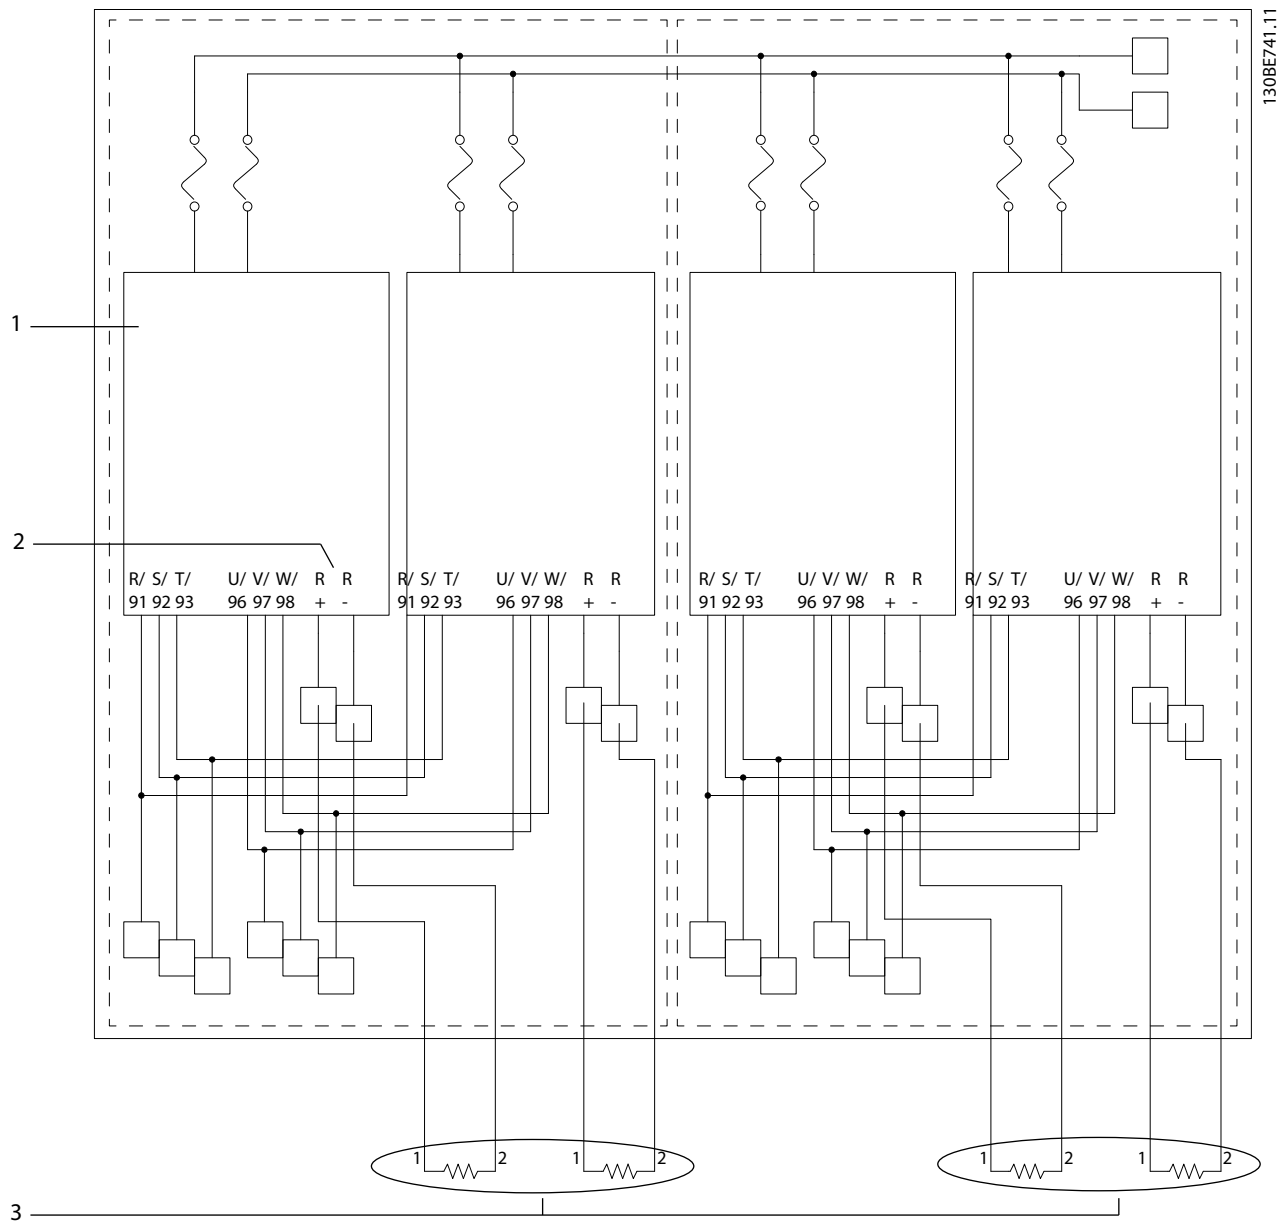 130BE741.11
1
2
R/ S/ T/ U/ V/ W/ R R R/ S/ T/ U/ V/ W/ R R R/ S/ T/ U/ V/ W/ R R R/ S/ T/ U/ V/ W/ R R
91 92 93 96 97 98 + - 91 92 93 96 97 98 + - 91 92 93 96 97 98 + - 91 92 93 96 97 98 + -
1 2 1 2 1 2 1 2
3